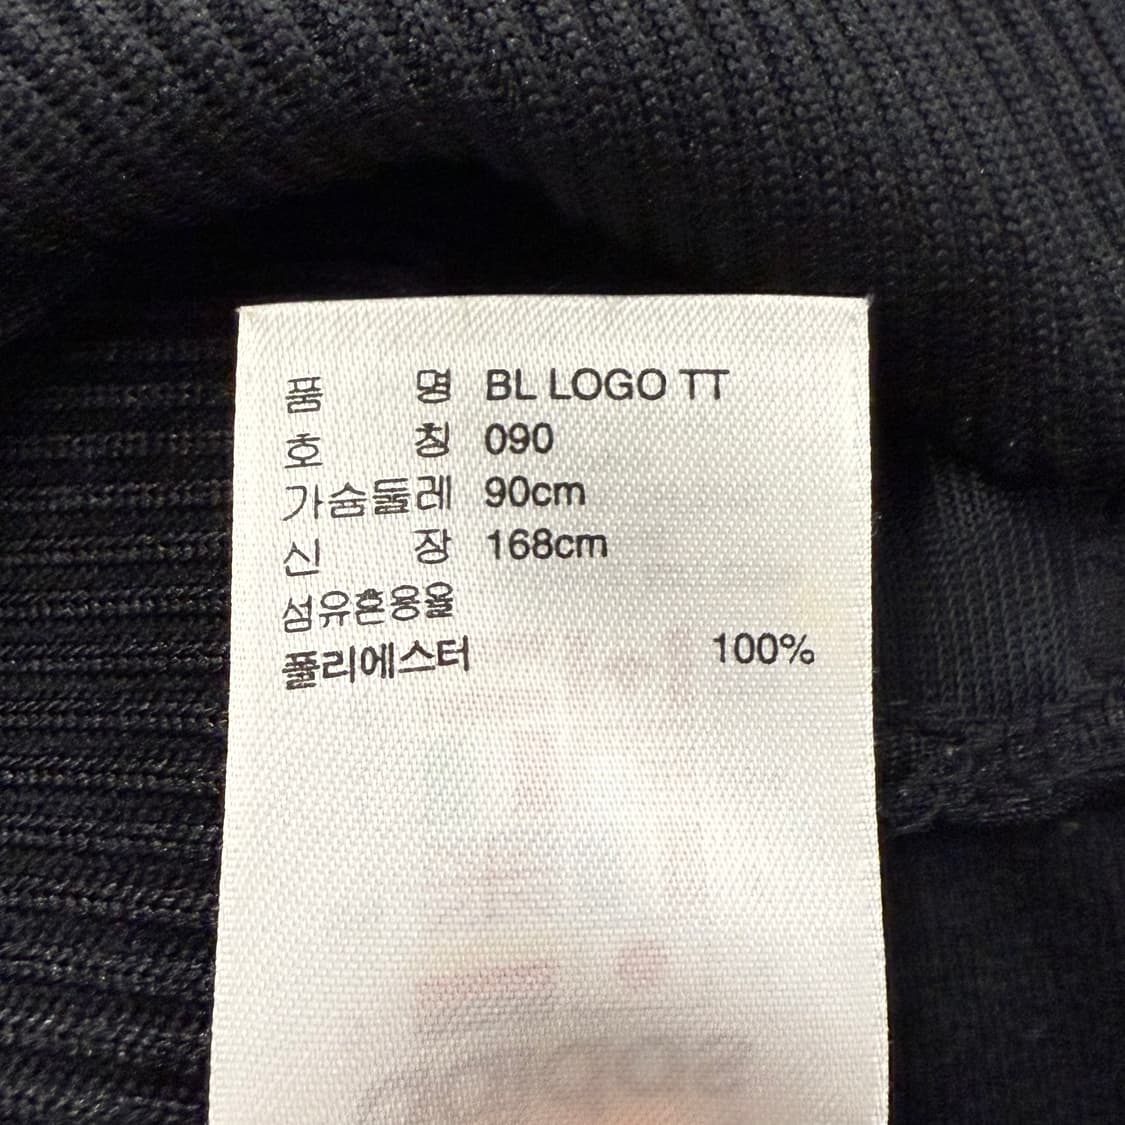 품 명 BL LOGO TT
호 칭 090
가슴둘레 90cm
신 장 168cm
섬유혼용율
폴리에스터 100%